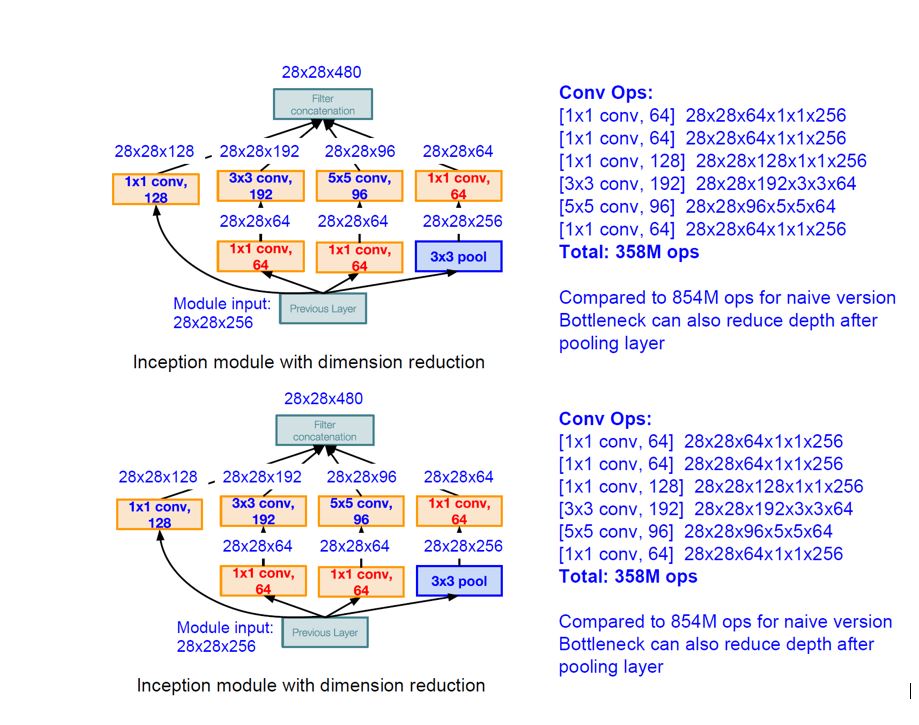 28x28x480
Filter
concatenation
28x28x128 28x28x192 28x28x96 28x28x64
1x1 conv,
128
3x3 conv,
192
5x5 conv,
96
1x1 conv,
64
28x28x64 28x28x64 28x28x256
1x1 conv,
64
1x1 conv,
64
3x3 pool
Module input:
28x28x256
Previous Layer
Inception module with dimension reduction
Conv Ops:
[1x1 conv, 64] 28x28x64x1x1x256
[1x1 conv, 64] 28x28x64x1x1x256
[1x1 conv, 128] 28x28x128x1x1x256
[3x3 conv, 192] 28x28x192x3x3x64
[5x5 conv, 96] 28x28x96x5x5x64
[1x1 conv, 64] 28x28x64x1x1x256
Total: 358M ops
Compared to 854M ops for naive version
Bottleneck can also reduce depth after
pooling layer
28x28x480
Filter
concatenation
28x28x128 28x28x192 28x28x96 28x28x64
1x1 conv,
128
3x3 conv,
192
5x5 conv,
96
1x1 conv,
64
28x28x64 28x28x64 28x28x256
1x1 conv,
64
1x1 conv,
64
3x3 pool
Module input:
28x28x256
Previous Layer
Inception module with dimension reduction
Conv Ops:
[1x1 conv, 64] 28x28x64x1x1x256
[1x1 conv, 64] 28x28x64x1x1x256
[1x1 conv, 128] 28x28x128x1x1x256
[3x3 conv, 192] 28x28x192x3x3x64
[5x5 conv, 96] 28x28x96x5x5x64
[1x1 conv, 64] 28x28x64x1x1x256
Total: 358M ops
Compared to 854M ops for naive version
Bottleneck can also reduce depth after
pooling layer